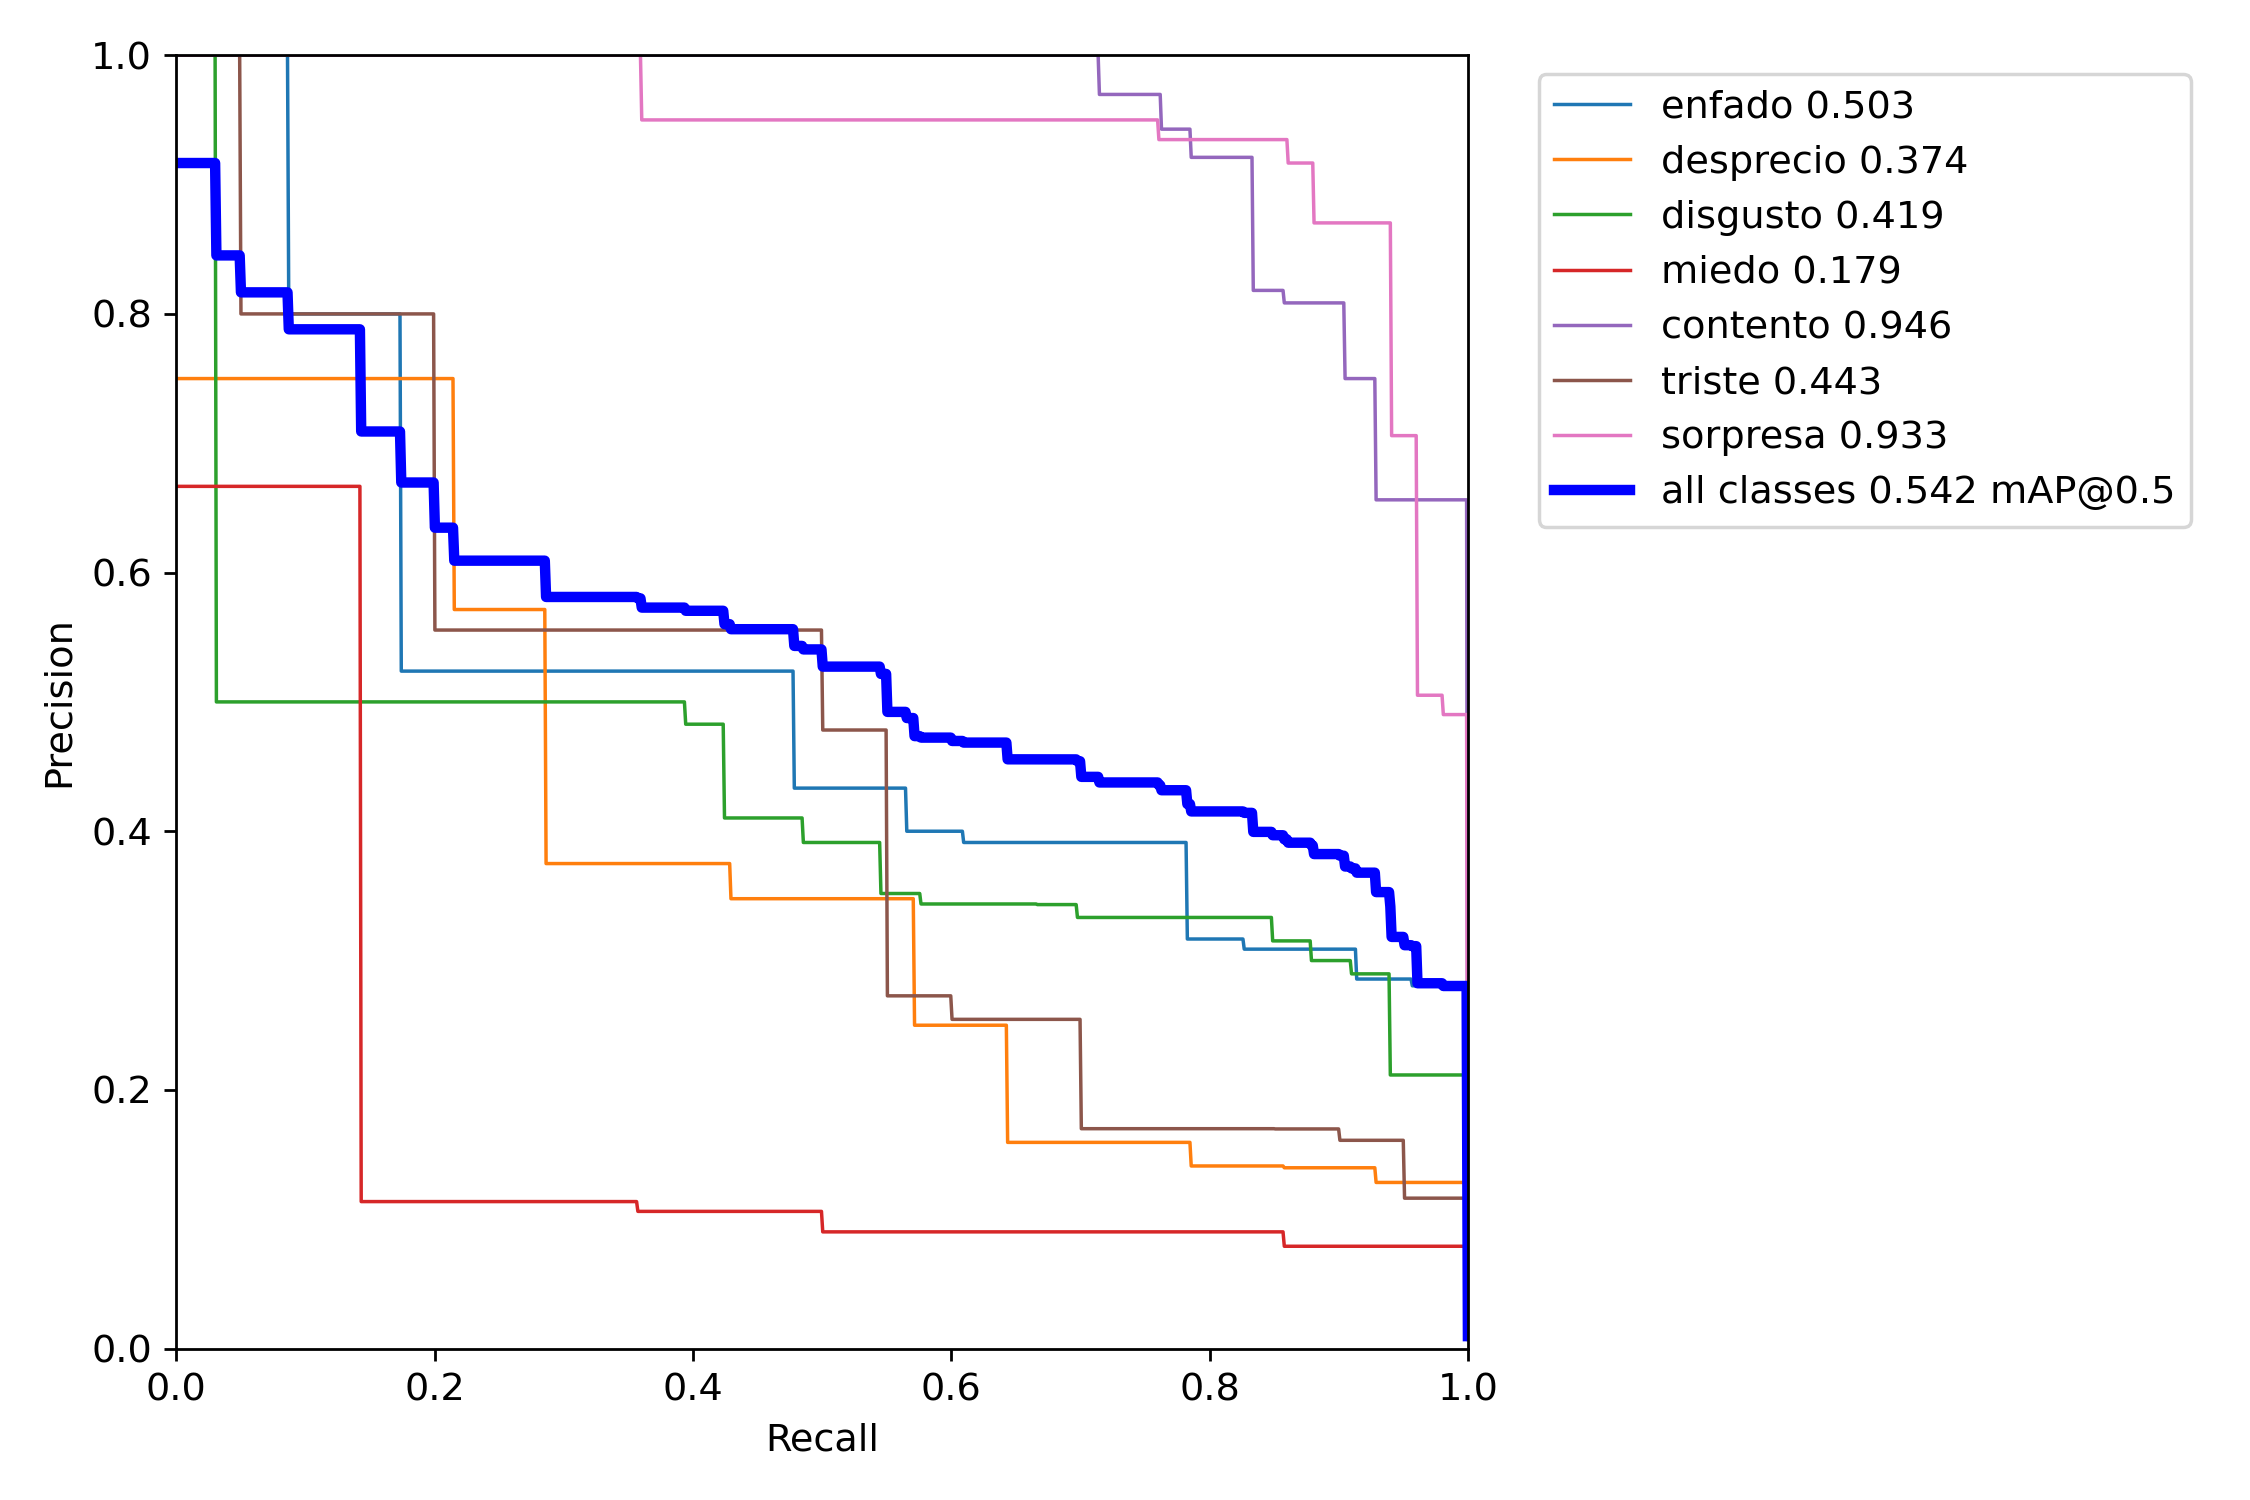 1.0
0.8
0.6
0.4
0.2
0.0
Precision
0.0 0.2 0.4 0.6 0.8 1.0
Recall
enfado 0.503
desprecio 0.374
disgusto 0.419
miedo 0.179
contento 0.946
triste 0.443
sorpresa 0.933
all classes 0.542 mAP@0.5